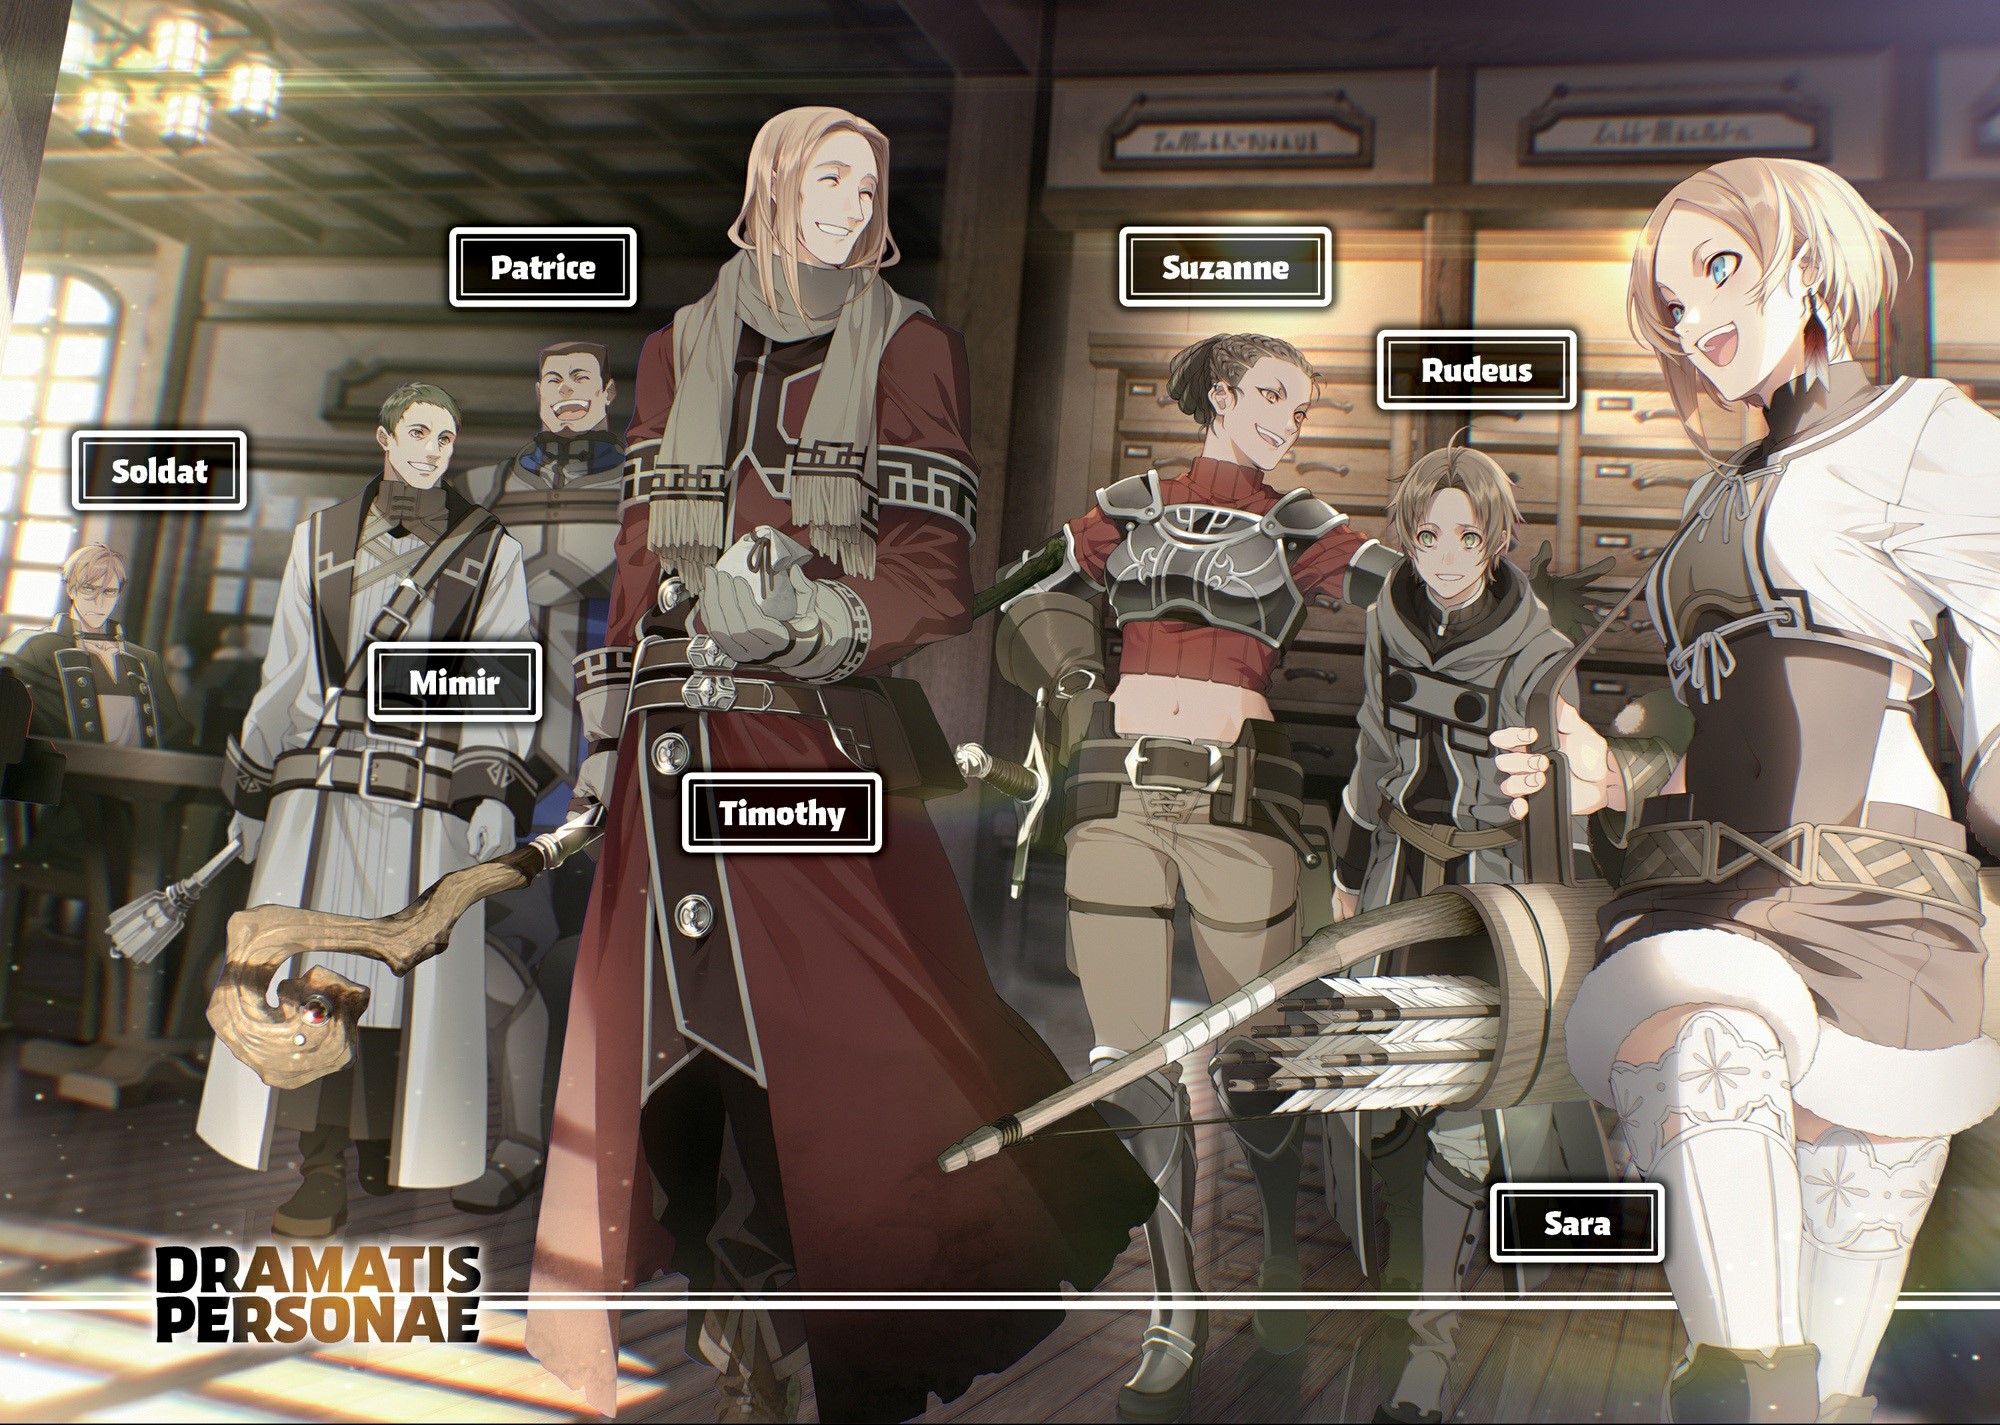 Patrice
Suzanne
Rudeus
Soldat
Mimir
Timothy
Sara
DRAMATIS
PERSONAE